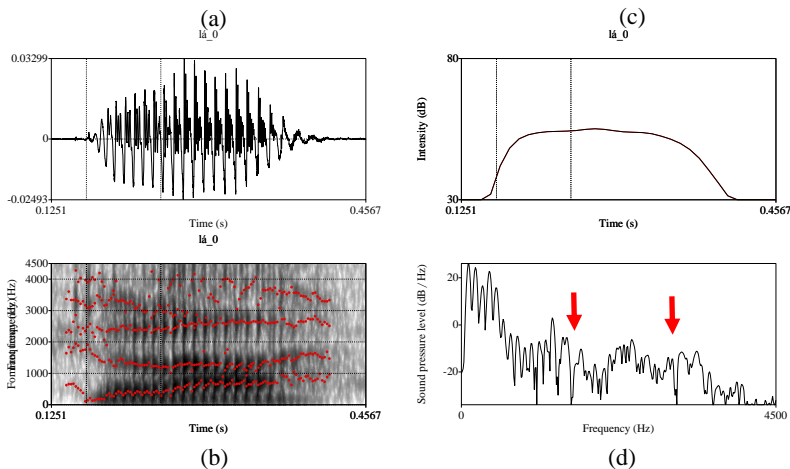 (a)
lá_0
0.03299
0
-0.02493
0.1251
0.4567
Time (s)
(c)
lá_0
80
Intensity (dB)
30
0.1251
0.4567
Time (s)
lá_0
4500
4000
3000
2000
1000
0
0.1251
0.4567
Time (s)
(b)
20
0
-20
Sound pressure level (dB / Hz)
0
4500
Frequency (Hz)
(d)